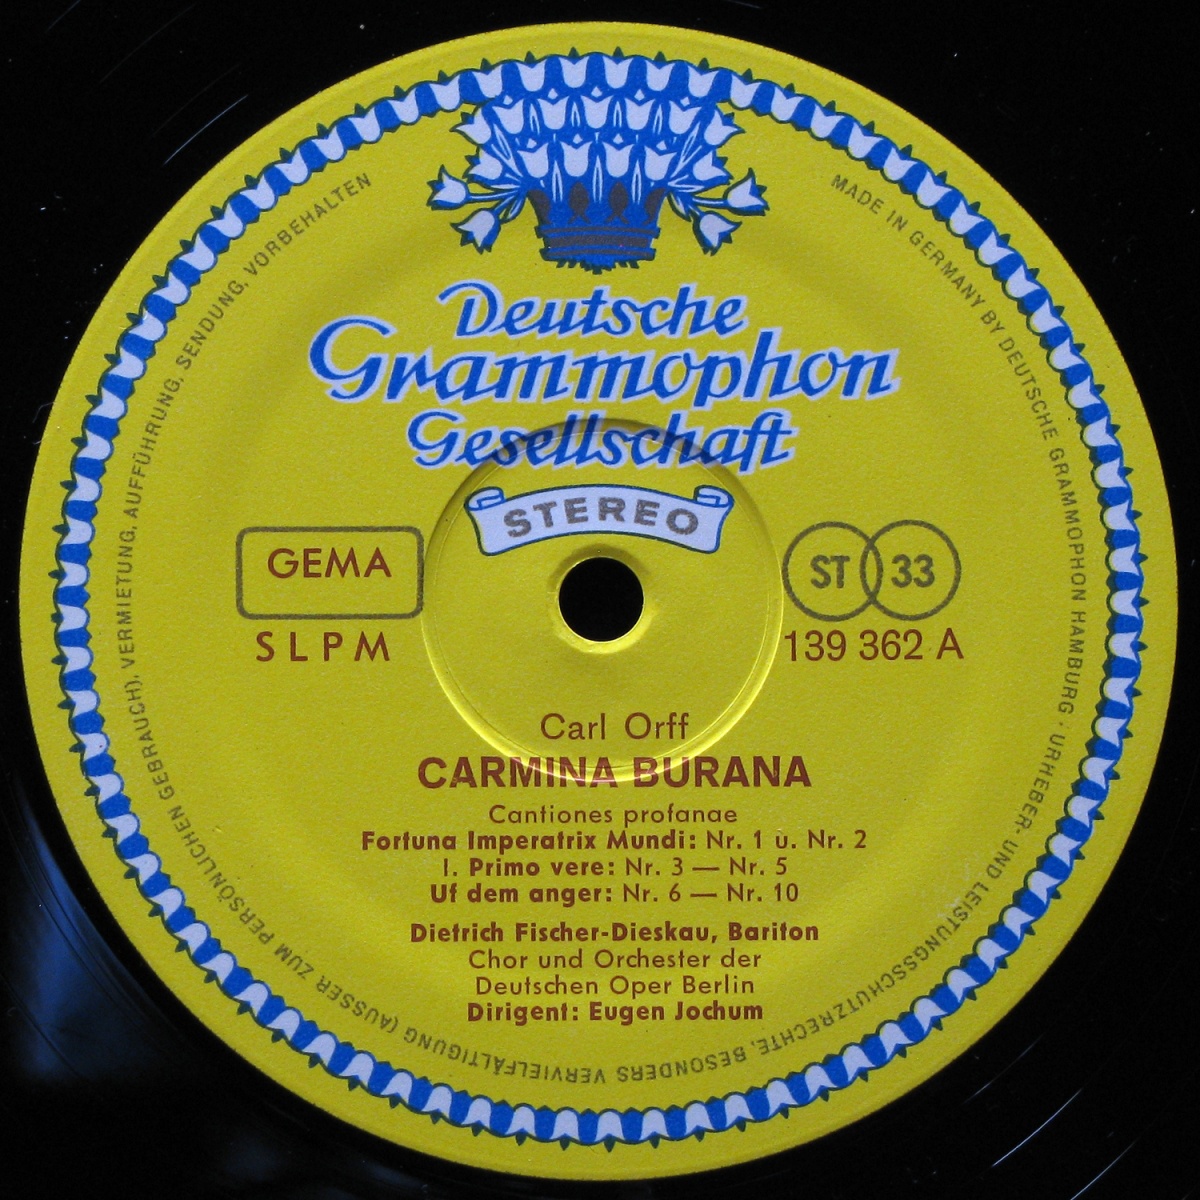 Deutsche
Grammophon
Gesellschaft
STEREO
GEMA
ST 33
SLPM
139 362 A
Carl Orff
CARMINA BURANA
Cantiones profanae
Fortuna Imperatrix Mundi: Nr. 1 u. Nr. 2
I. Primo vere: Nr. 3 — Nr. 5
Uf dem anger: Nr. 6 — Nr. 10
Dietrich Fischer-Dieskau, Bariton
Chor und Orchester der
Deutschen Oper Berlin
Dirigent: Eugen Jochum
MADE IN GERMANY BY DEUTSCHE GRAMMOPHON HAMBURG · URHEBER- UND LEISTUNGSSCHUTZRECHTE, BESONDERS VERVIELFÄLTIGUNG (AUSSER ZUM PERSÖNLICHEN GEBRAUCH), VERMIETUNG, AUFFÜHRUNG, SENDUNG, VORBEHALTEN